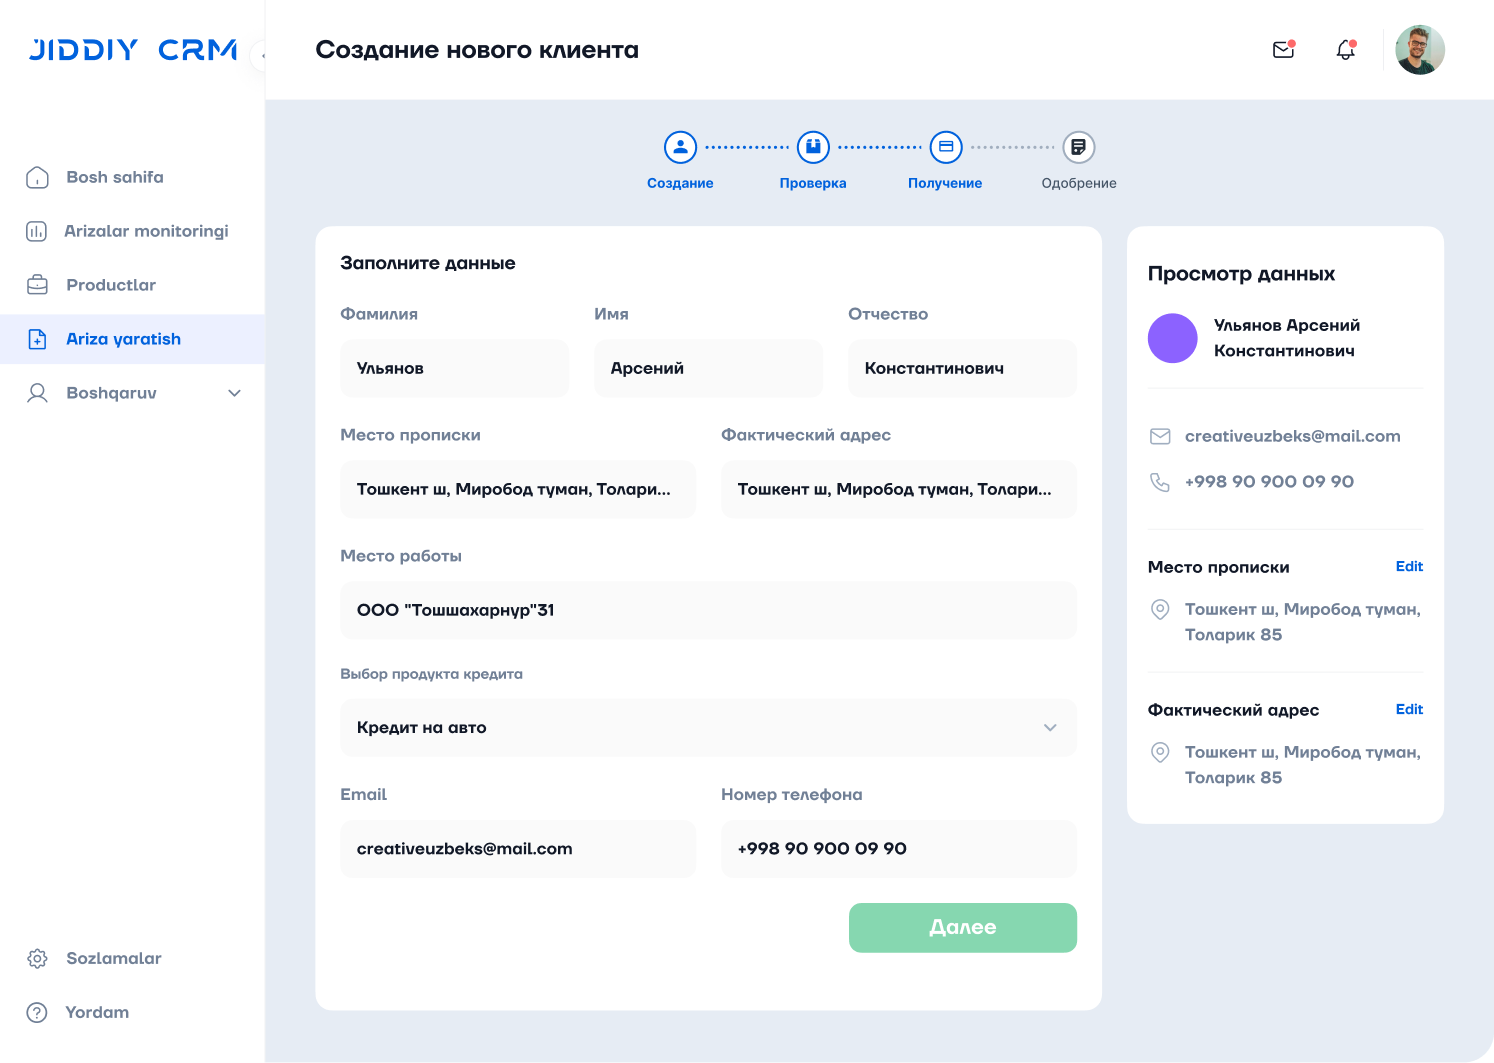 JIDDIY CRM
Создание нового клиента
Bosh sahifa
Arizalar monitoringi
Productlar
Ariza yaratish
Boshqaruv
Sozlamalar
Yordam
Создание
Проверка
Получение
Одобрение
Заполните данные
Фамилия
Имя
Отчество
Ульянов
Арсений
Константинович
Место прописки
Фактический адрес
Тошкент ш, Миробод туман, Толари...
Тошкент ш, Миробод туман, Толари...
Место работы
ООО "Тошшахарнур"31
Выбор продукта кредита
Кредит на авто
Email
Номер телефона
creativeuzbeks@mail.com
+998 90 900 09 90
Далее
Просмотр данных
Ульянов Арсений
Константинович
creativeuzbeks@mail.com
+998 90 900 09 90
Место прописки
Edit
Тошкент ш, Миробод туман,
Толарик 85
Фактический адрес
Edit
Тошкент ш, Миробод туман,
Толарик 85